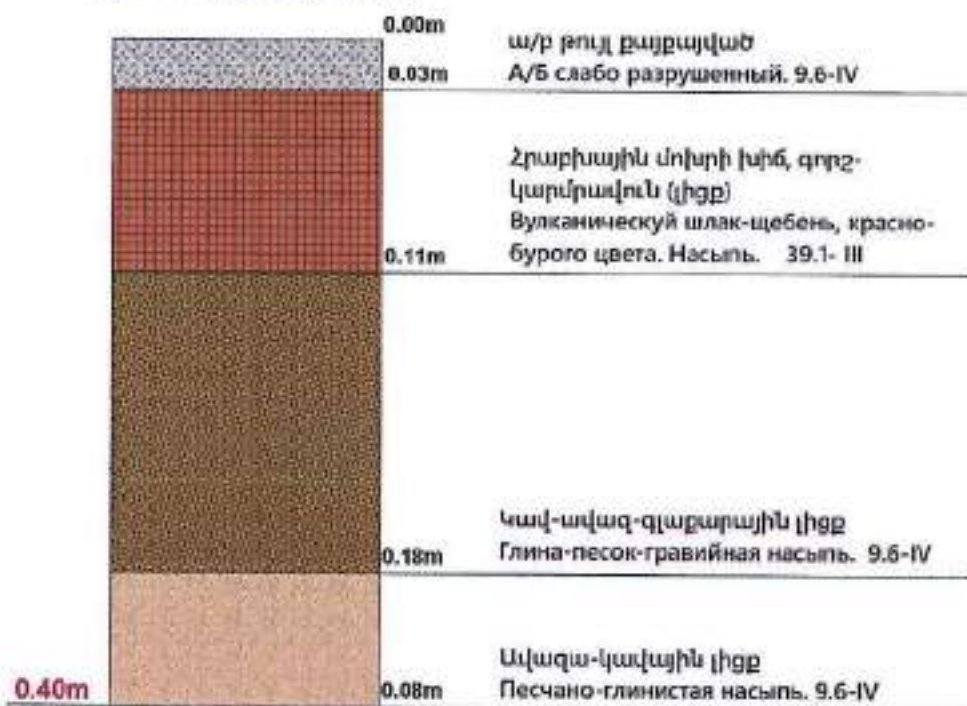 0.00m
ա/բ թույլ քայքայված
0.03m
А/Б слабо разрушенный. 9.6-IV
Հրաբխային մոխրի խիճ, գորշ-
կարմրավուն (լիցք)
Вулканическуй шлак-щебень, красно-
0.11m
бурого цвета. Насыпь. 39.1- III
Կավ-ավազ-գլաքարային լիցք
0.18m
Глина-песок-гравийная насыпь. 9.6-IV
Ավազա-կավային լիցք
0.40m
0.08m
Песчано-глинистая насыпь. 9.6-IV